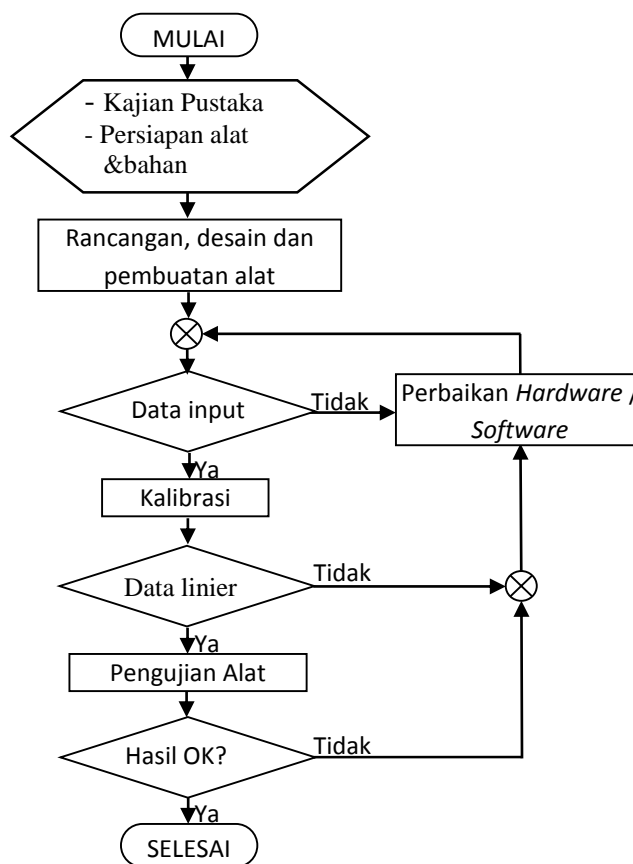 MULAI
- Kajian Pustaka
- Persiapan alat
&bahan
Rancangan, desain dan
pembuatan alat
Data input
Tidak
Perbaikan Hardware /
Software
Ya
Kalibrasi
Data linier
Tidak
Ya
Pengujian Alat
Hasil OK?
Tidak
Ya
SELESAI